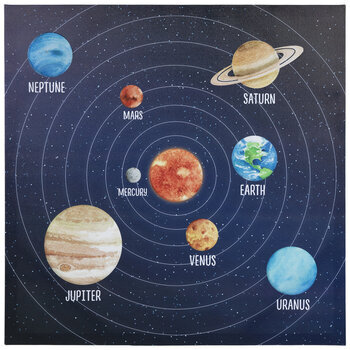 NEPTUNE
SATURN
MARS
MERCURY
EARTH
VENUS
JUPITER
URANUS